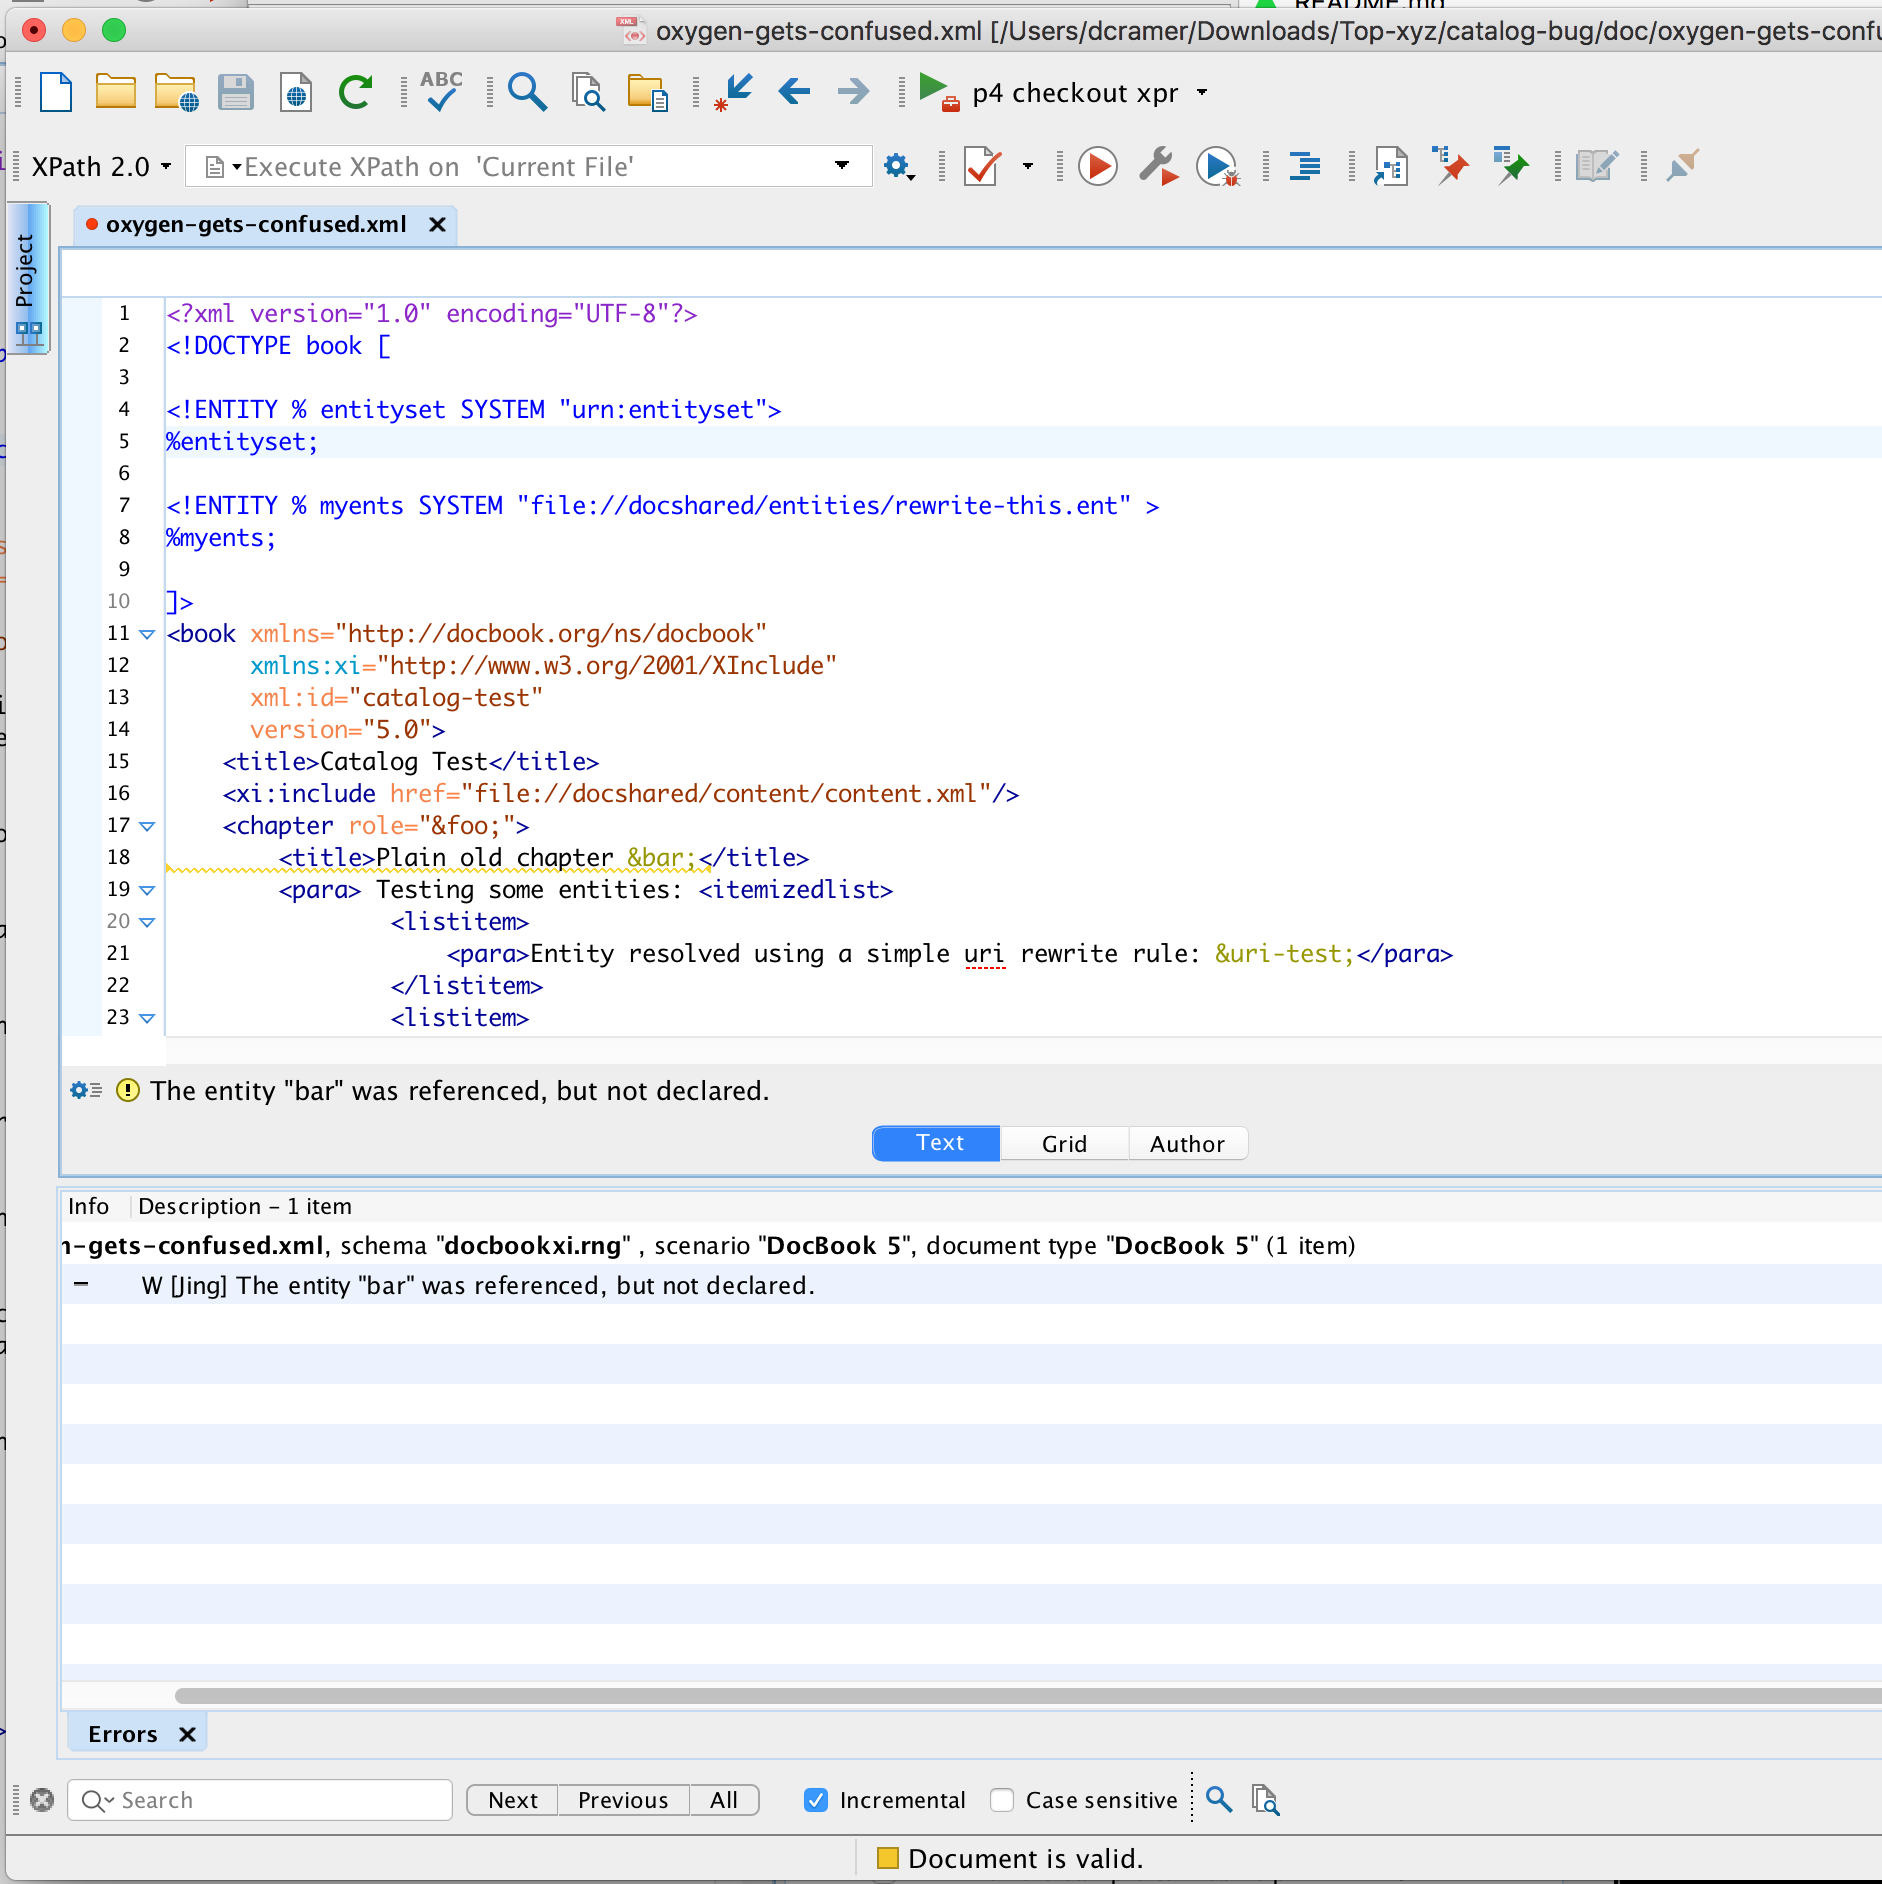 README.md
oxygen-gets-confused.xml [/Users/dcramer/Downloads/Top-xyz/catalog-bug/doc/oxygen-gets-confu
ABC
p4 checkout xpr
XPath 2.0
Execute XPath on 'Current File'
Project
oxygen-gets-confused.xml
1 <?xml version="1.0" encoding="UTF-8"?>
2 <!DOCTYPE book [
3
4 <!ENTITY % entityset SYSTEM "urn:entityset">
5 %entityset;
6
7 <!ENTITY % myents SYSTEM "file://docshared/entities/rewrite-this.ent" >
8 %myents;
9
10 ]>
11 <book xmlns="http://docbook.org/ns/docbook"
12 xmlns:xi="http://www.w3.org/2001/XInclude"
13 xml:id="catalog-test"
14 version="5.0">
15 <title>Catalog Test</title>
16 <xi:include href="file://docshared/content/content.xml"/>
17 <chapter role="&foo;">
18 <title>Plain old chapter &bar;</title>
19 <para> Testing some entities: <itemizedlist>
20 <listitem>
21 <para>Entity resolved using a simple uri rewrite rule: &uri-test;</para>
22 </listitem>
23 <listitem>
The entity "bar" was referenced, but not declared.
Text Grid Author
Info Description – 1 item
n-gets-confused.xml, schema "docbookxi.rng" , scenario "DocBook 5", document type "DocBook 5" (1 item)
W [Jing] The entity "bar" was referenced, but not declared.
Errors
Search Next Previous All Incremental Case sensitive
Document is valid.